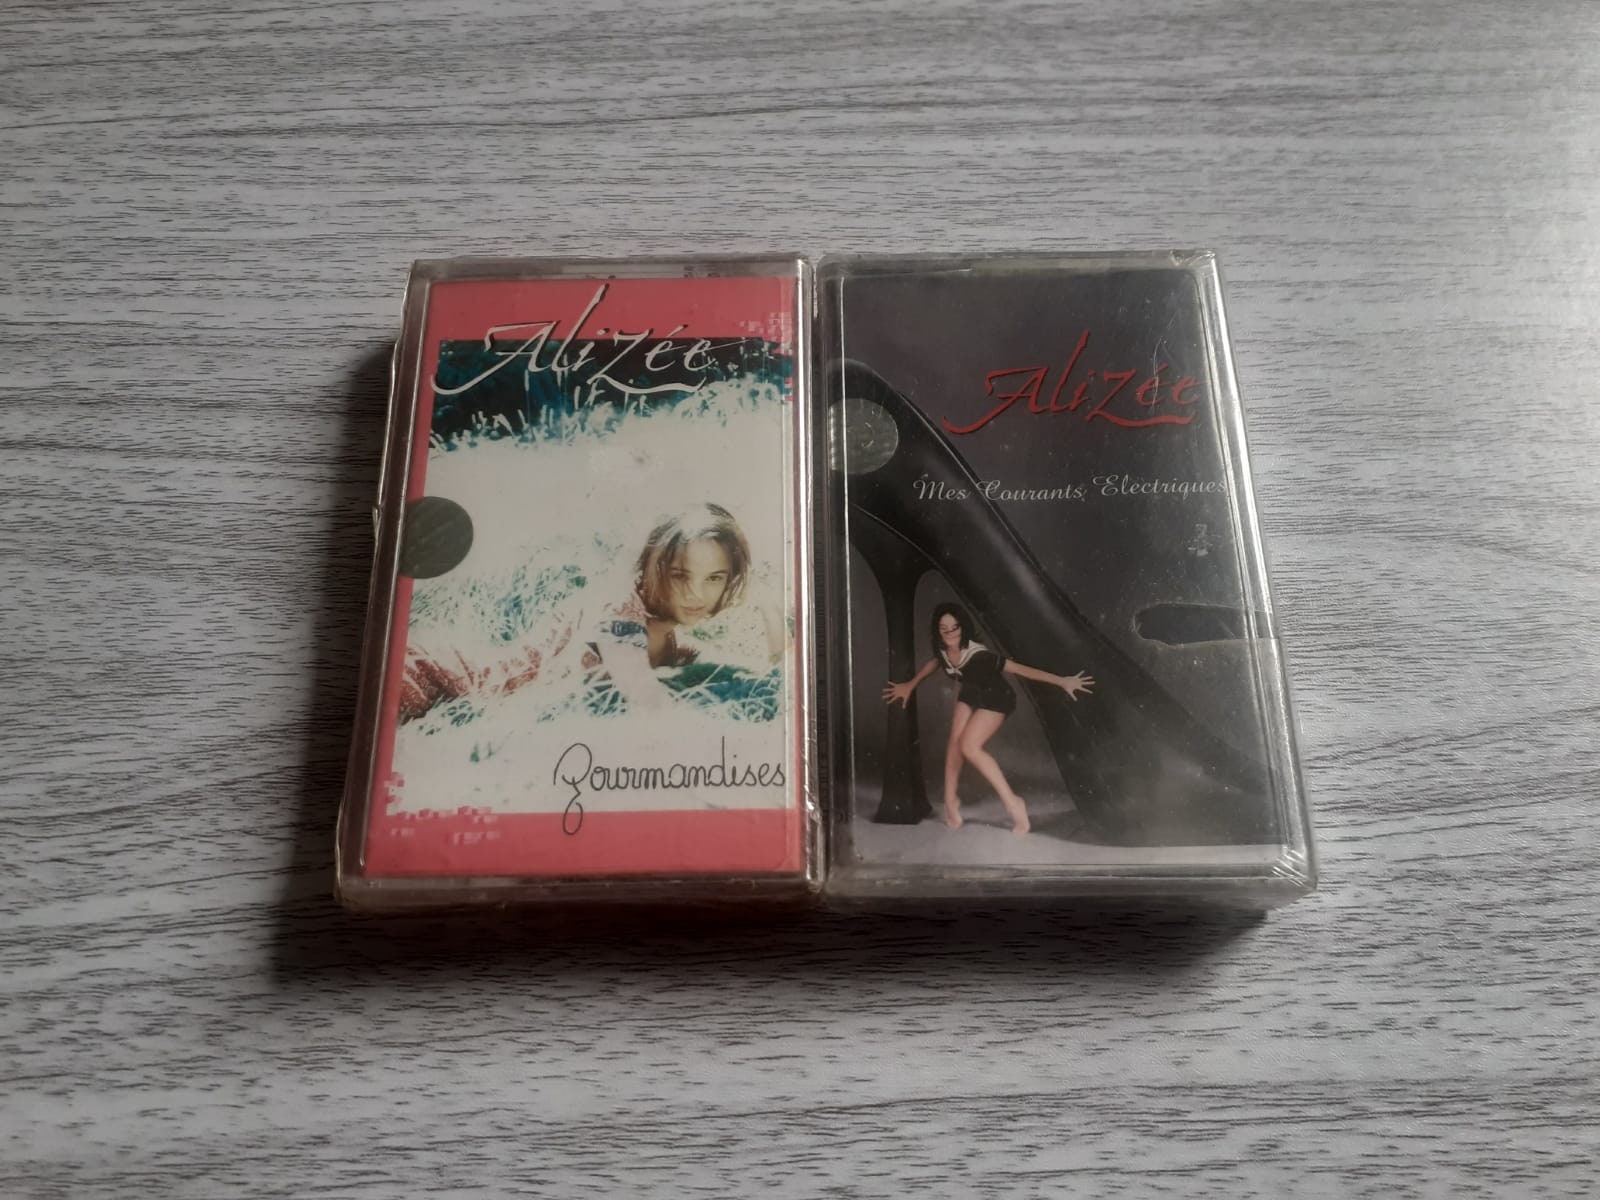 Alizée
Gourmandises
Alizée
Mes Courants Electriques